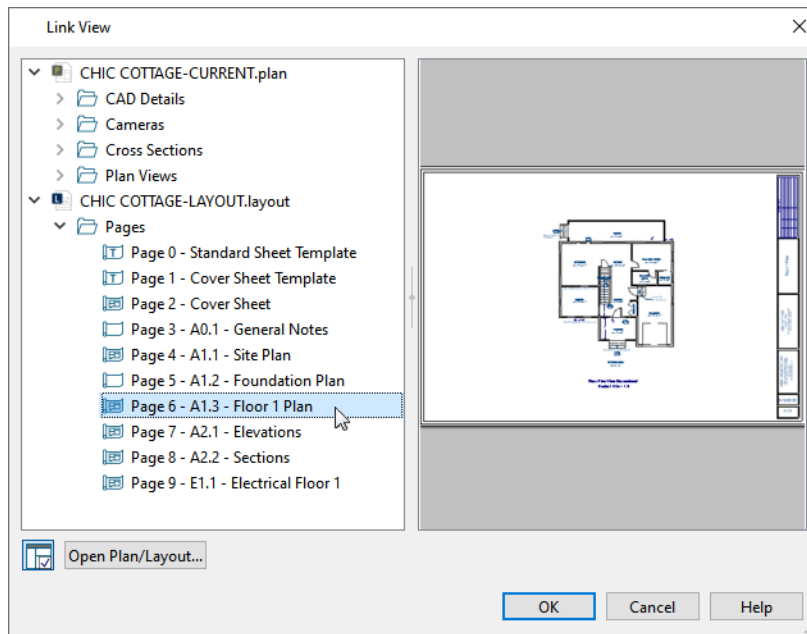 Link View
CHIC COTTAGE-CURRENT.plan
CAD Details
Cameras
Cross Sections
Plan Views
CHIC COTTAGE-LAYOUT.layout
Pages
Page 0 - Standard Sheet Template
Page 1 - Cover Sheet Template
Page 2 - Cover Sheet
Page 3 - A0.1 - General Notes
Page 4 - A1.1 - Site Plan
Page 5 - A1.2 - Foundation Plan
Page 6 - A1.3 - Floor 1 Plan
Page 7 - A2.1 - Elevations
Page 8 - A2.2 - Sections
Page 9 - E1.1 - Electrical Floor 1
Open Plan/Layout...
OK Cancel Help